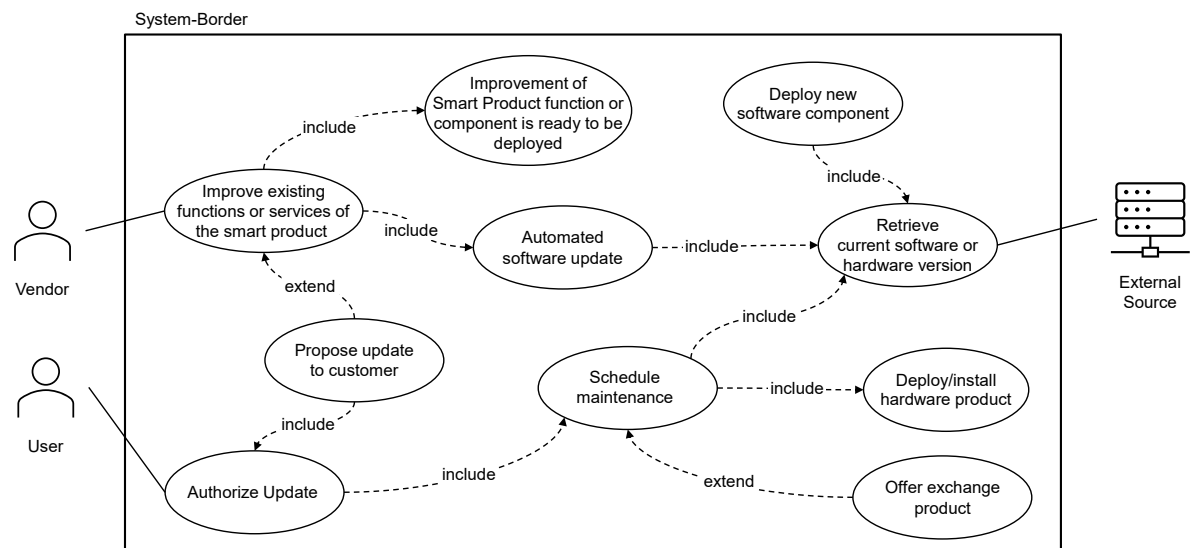 System-Border
Improvement of
Smart Product function or
component is ready to be
deployed
Deploy new
software component
include
include
Improve existing
functions or services of
the smart product
include
Automated
software update
include
Retrieve
current software or
hardware version
Vendor
External
Source
extend
include
Propose update
to customer
Schedule
maintenance
include
Deploy/install
hardware product
User
include
include
extend
Authorize Update
Offer exchange
product